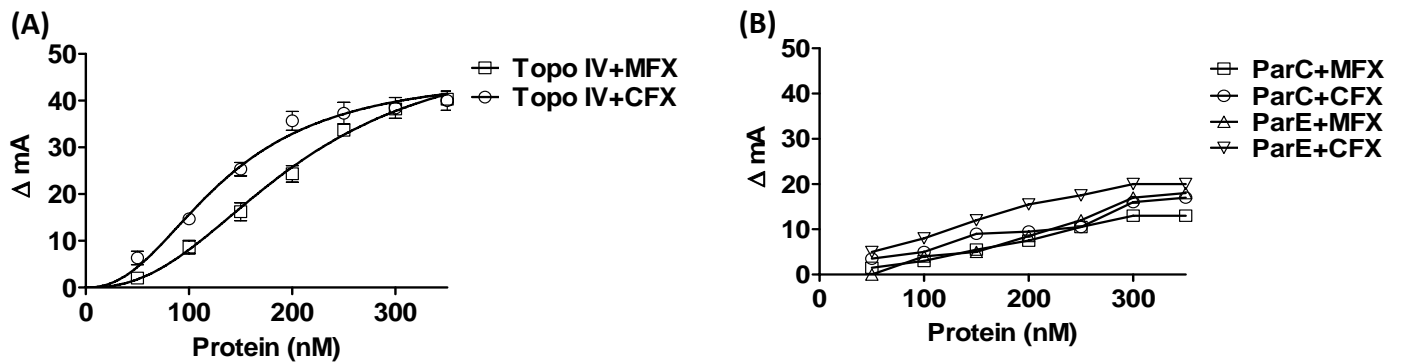 (A)
50
40
30
20
10
0
Δ mA
0 100 200 300
Protein (nM)
Topo IV+MFX
Topo IV+CFX
(B)
50
40
30
20
10
0
Δ mA
0 100 200 300
Protein (nM)
ParC+MFX
ParC+CFX
ParE+MFX
ParE+CFX